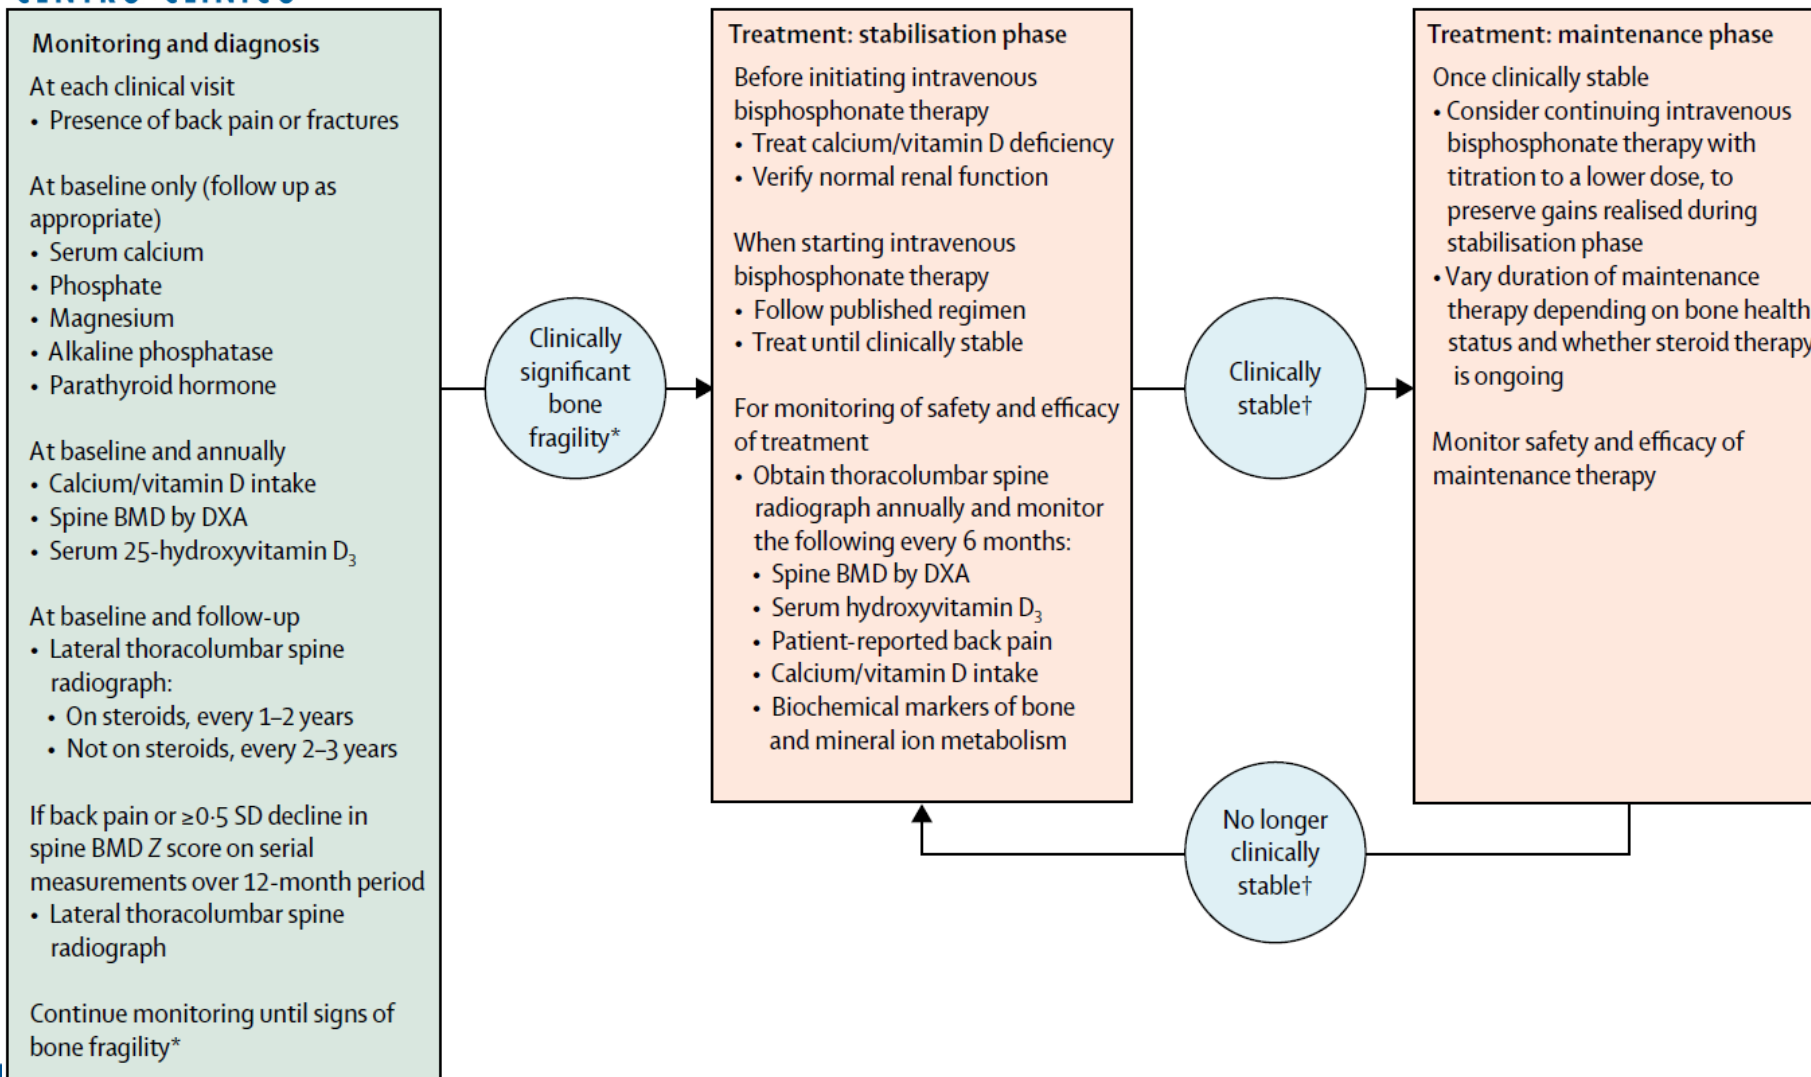 CENTRO CLINICO
Monitoring and diagnosis
At each clinical visit
• Presence of back pain or fractures
At baseline only (follow up as
appropriate)
• Serum calcium
• Phosphate
• Magnesium
• Alkaline phosphatase
• Parathyroid hormone
At baseline and annually
• Calcium/vitamin D intake
• Spine BMD by DXA
• Serum 25-hydroxyvitamin D₃
At baseline and follow-up
• Lateral thoracolumbar spine
radiograph:
• On steroids, every 1–2 years
• Not on steroids, every 2–3 years
If back pain or ≥0·5 SD decline in
spine BMD Z score on serial
measurements over 12-month period
• Lateral thoracolumbar spine
radiograph
Continue monitoring until signs of
bone fragility*
Clinically
significant
bone
fragility*
Treatment: stabilisation phase
Before initiating intravenous
bisphosphonate therapy
• Treat calcium/vitamin D deficiency
• Verify normal renal function
When starting intravenous
bisphosphonate therapy
• Follow published regimen
• Treat until clinically stable
For monitoring of safety and efficacy
of treatment
• Obtain thoracolumbar spine
radiograph annually and monitor
the following every 6 months:
• Spine BMD by DXA
• Serum hydroxyvitamin D₃
• Patient-reported back pain
• Calcium/vitamin D intake
• Biochemical markers of bone
and mineral ion metabolism
Clinically
stable†
Treatment: maintenance phase
Once clinically stable
• Consider continuing intravenous
bisphosphonate therapy with
titration to a lower dose, to
preserve gains realised during
stabilisation phase
• Vary duration of maintenance
therapy depending on bone health
status and whether steroid therapy
is ongoing
Monitor safety and efficacy of
maintenance therapy
No longer
clinically
stable†